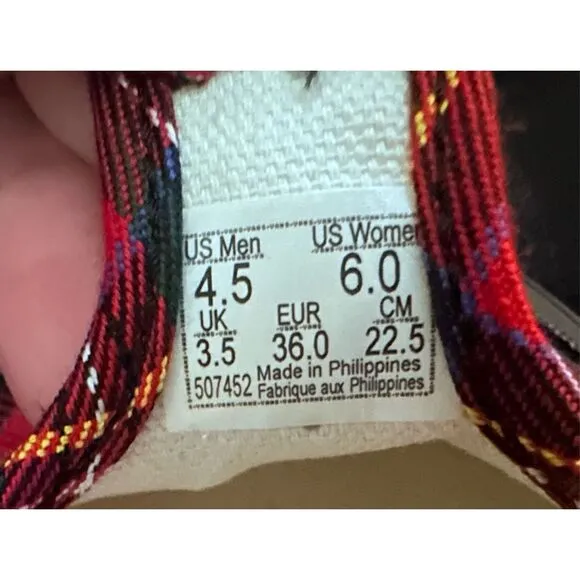 US Men US Women
4.5 6.0
UK EUR CM
3.5 36.0 22.5
507452 Made in Philippines
Fabrique aux Philippines